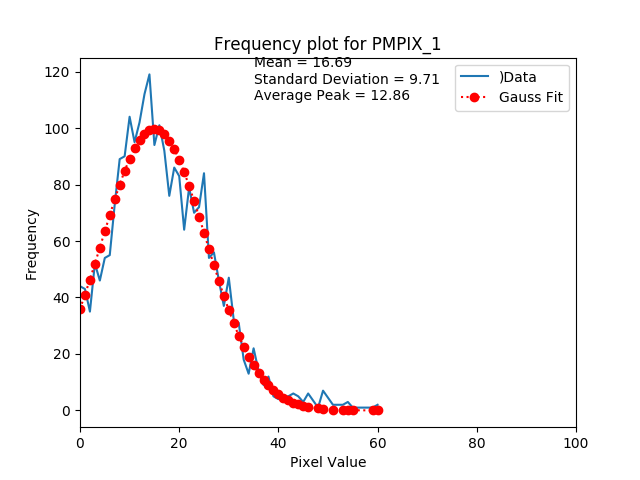 Frequency plot for PMPIX_1
Mean = 16.69
Standard Deviation = 9.71
Average Peak = 12.86
)Data
Gauss Fit
Frequency
120
100
80
60
40
20
0
0 20 40 60 80 100
Pixel Value